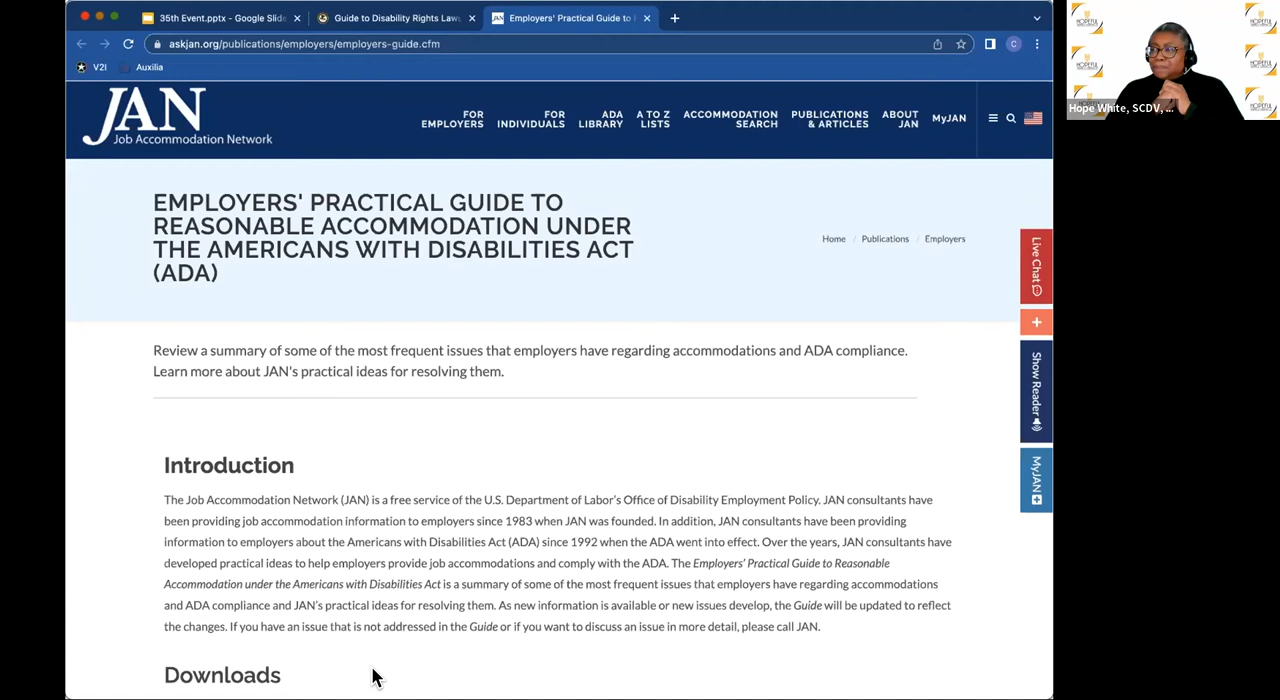 35th Event.pptx - Google Slide
Guide to Disability Rights Laws
Employers' Practical Guide to
askjan.org/publications/employers/employers-guide.cfm
C
V2I
Auxilia
JAN
Job Accommodation Network
FOR
EMPLOYERS
FOR
INDIVIDUALS
ADA
LIBRARY
A TO Z
LISTS
ACCOMMODATION
SEARCH
PUBLICATIONS
& ARTICLES
ABOUT
JAN
MyJAN
EMPLOYERS' PRACTICAL GUIDE TO
REASONABLE ACCOMMODATION UNDER
THE AMERICANS WITH DISABILITIES ACT
(ADA)
Home / Publications / Employers
Live Chat
Show Reader
MyJAN
Review a summary of some of the most frequent issues that employers have regarding accommodations and ADA compliance.
Learn more about JAN's practical ideas for resolving them.
Introduction
The Job Accommodation Network (JAN) is a free service of the U.S. Department of Labor's Office of Disability Employment Policy. JAN consultants have
been providing job accommodation information to employers since 1983 when JAN was founded. In addition, JAN consultants have been providing
information to employers about the Americans with Disabilities Act (ADA) since 1992 when the ADA went into effect. Over the years, JAN consultants have
developed practical ideas to help employers provide job accommodations and comply with the ADA. The Employers' Practical Guide to Reasonable
Accommodation under the Americans with Disabilities Act is a summary of some of the most frequent issues that employers have regarding accommodations
and ADA compliance and JAN's practical ideas for resolving them. As new information is available or new issues develop, the Guide will be updated to reflect
the changes. If you have an issue that is not addressed in the Guide or if you want to discuss an issue in more detail, please call JAN.
Downloads
HOPEFUL
Hope White, SCDV, ...